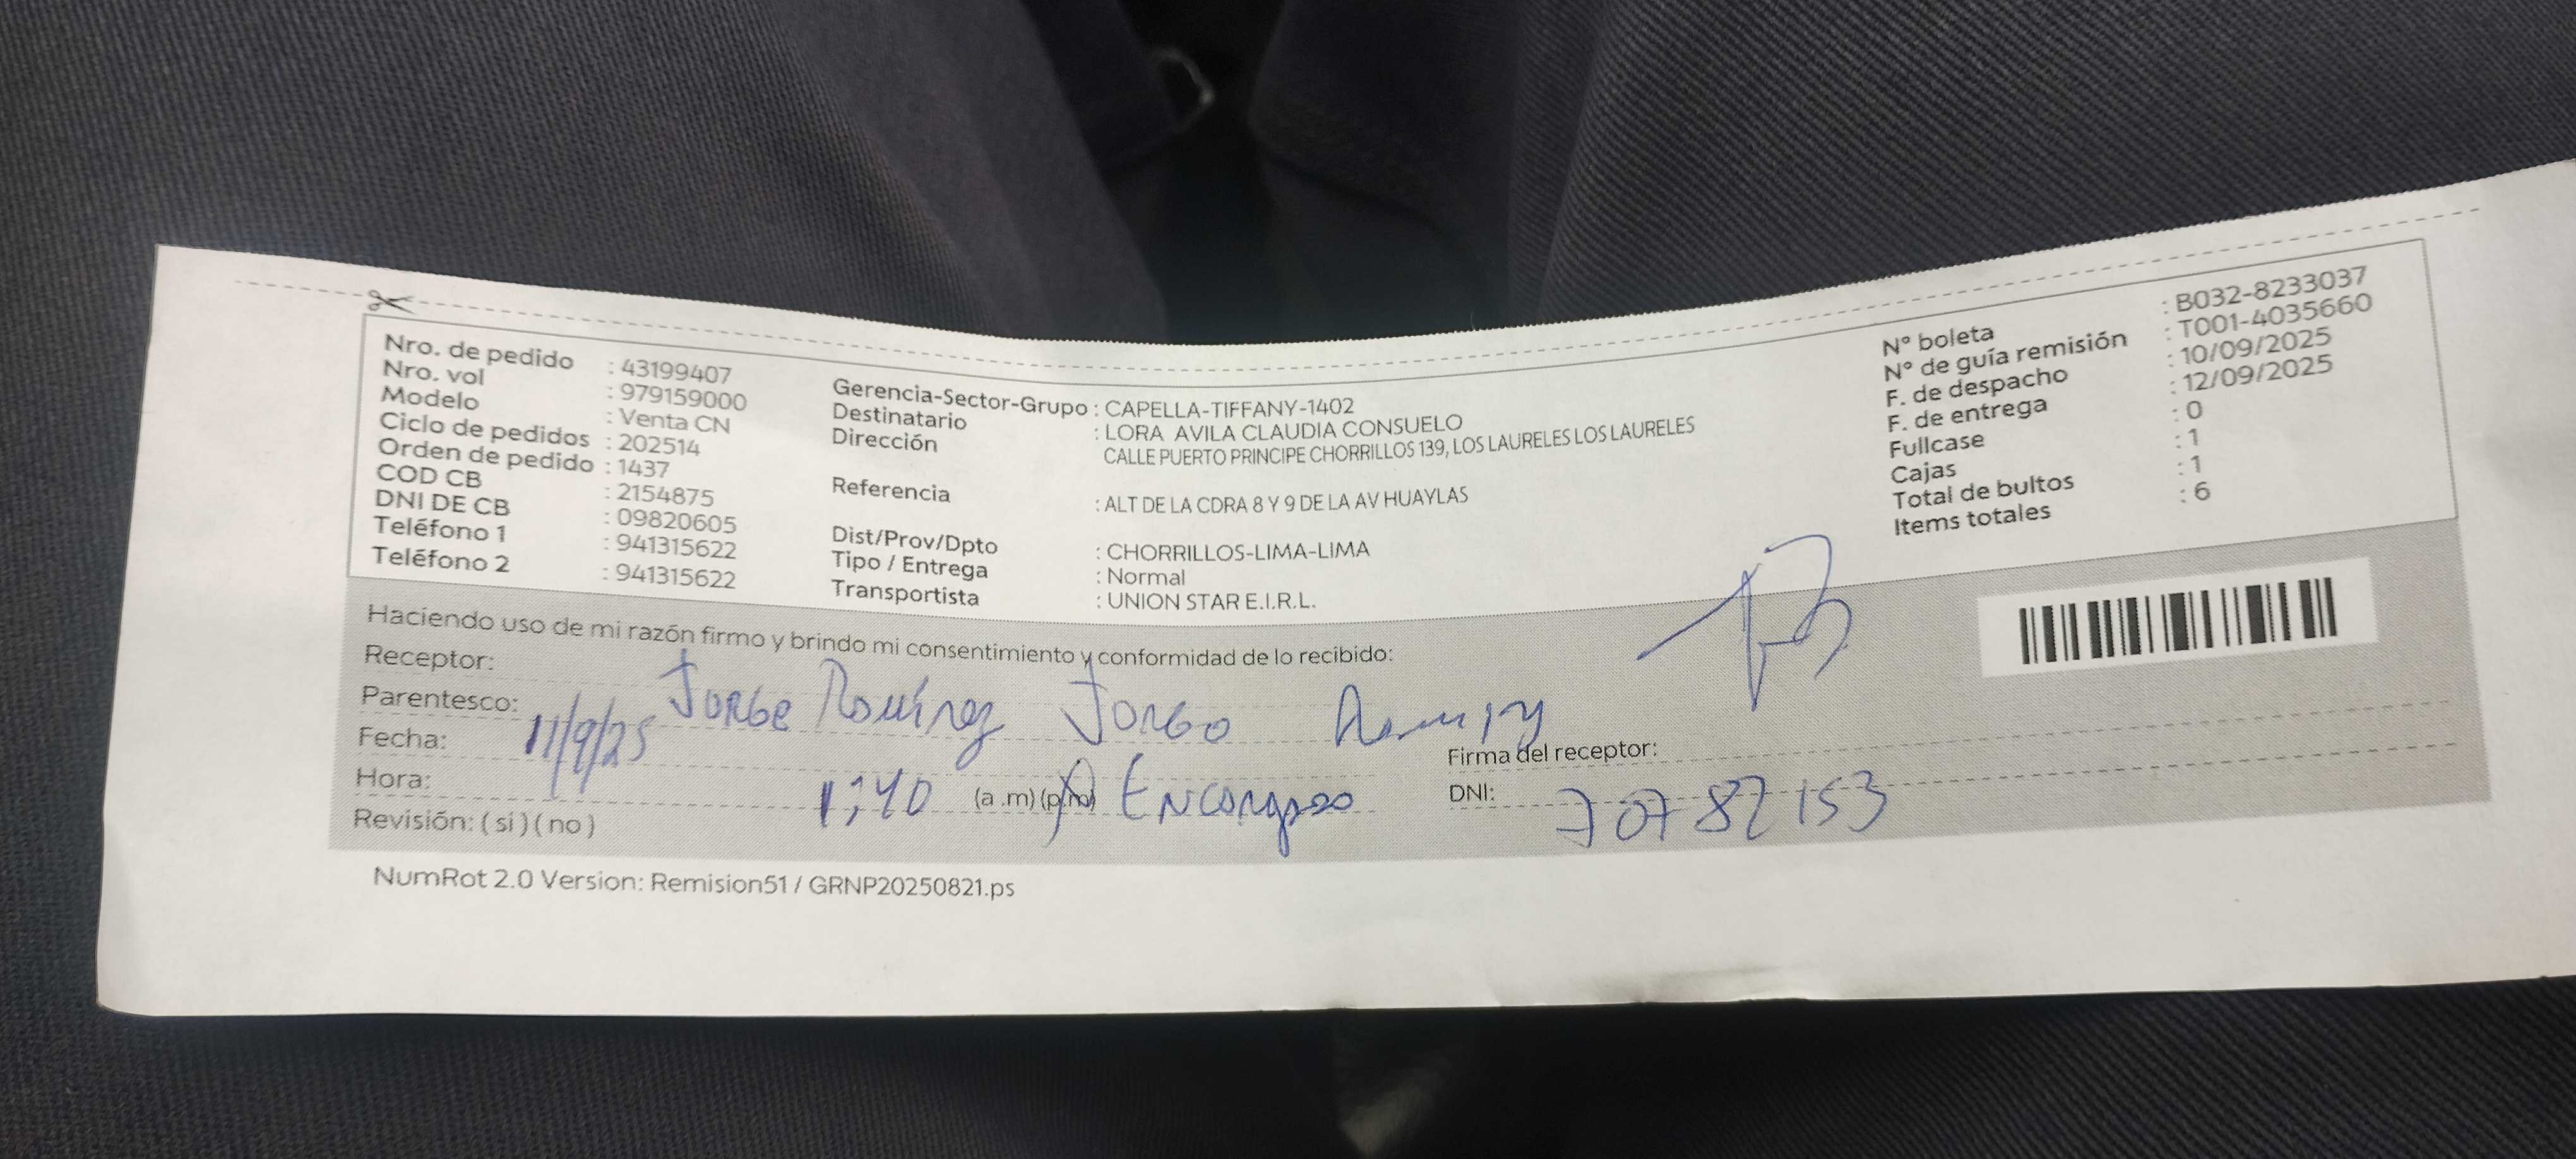 Nro. de pedido : 43199407
Nro. vol : 979159000
Modelo : Venta CN
Ciclo de pedidos : 202514
Orden de pedido : 1437
COD CB : 2154875
DNI DE CB : 09820605
Teléfono 1 : 941315622
Teléfono 2 : 941315622
Gerencia-Sector-Grupo : CAPELLA-TIFFANY-1402
Destinatario : LORA AVILA CLAUDIA CONSUELO
Dirección CALLE PUERTO PRINCIPE CHORRILLOS 139, LOS LAURELES LOS LAURELES
Referencia : ALT DE LA CDRA 8 Y 9 DE LA AV HUAYLAS
Dist/Prov/Dpto : CHORRILLOS-LIMA-LIMA
Tipo / Entrega : Normal
Transportista : UNION STAR E.I.R.L.
N° boleta : B032-8233037
N° de guía remisión : T001-4035660
F. de despacho : 10/09/2025
F. de entrega : 12/09/2025
Fullcase : 0
Cajas : 1
Total de bultos : 1
Items totales : 6
Haciendo uso de mi razón firmo y brindo mi consentimiento y conformidad de lo recibido:
Receptor:
Parentesco: Jorge Ramírez Jorge
Fecha: 11/9/25
Firma del receptor:
Hora: 1:40 (a .m) (p.m)
DNI: 70782153
Revisión: ( si ) ( no )
NumRot 2.0 Version: Remision51 / GRNP20250821.ps